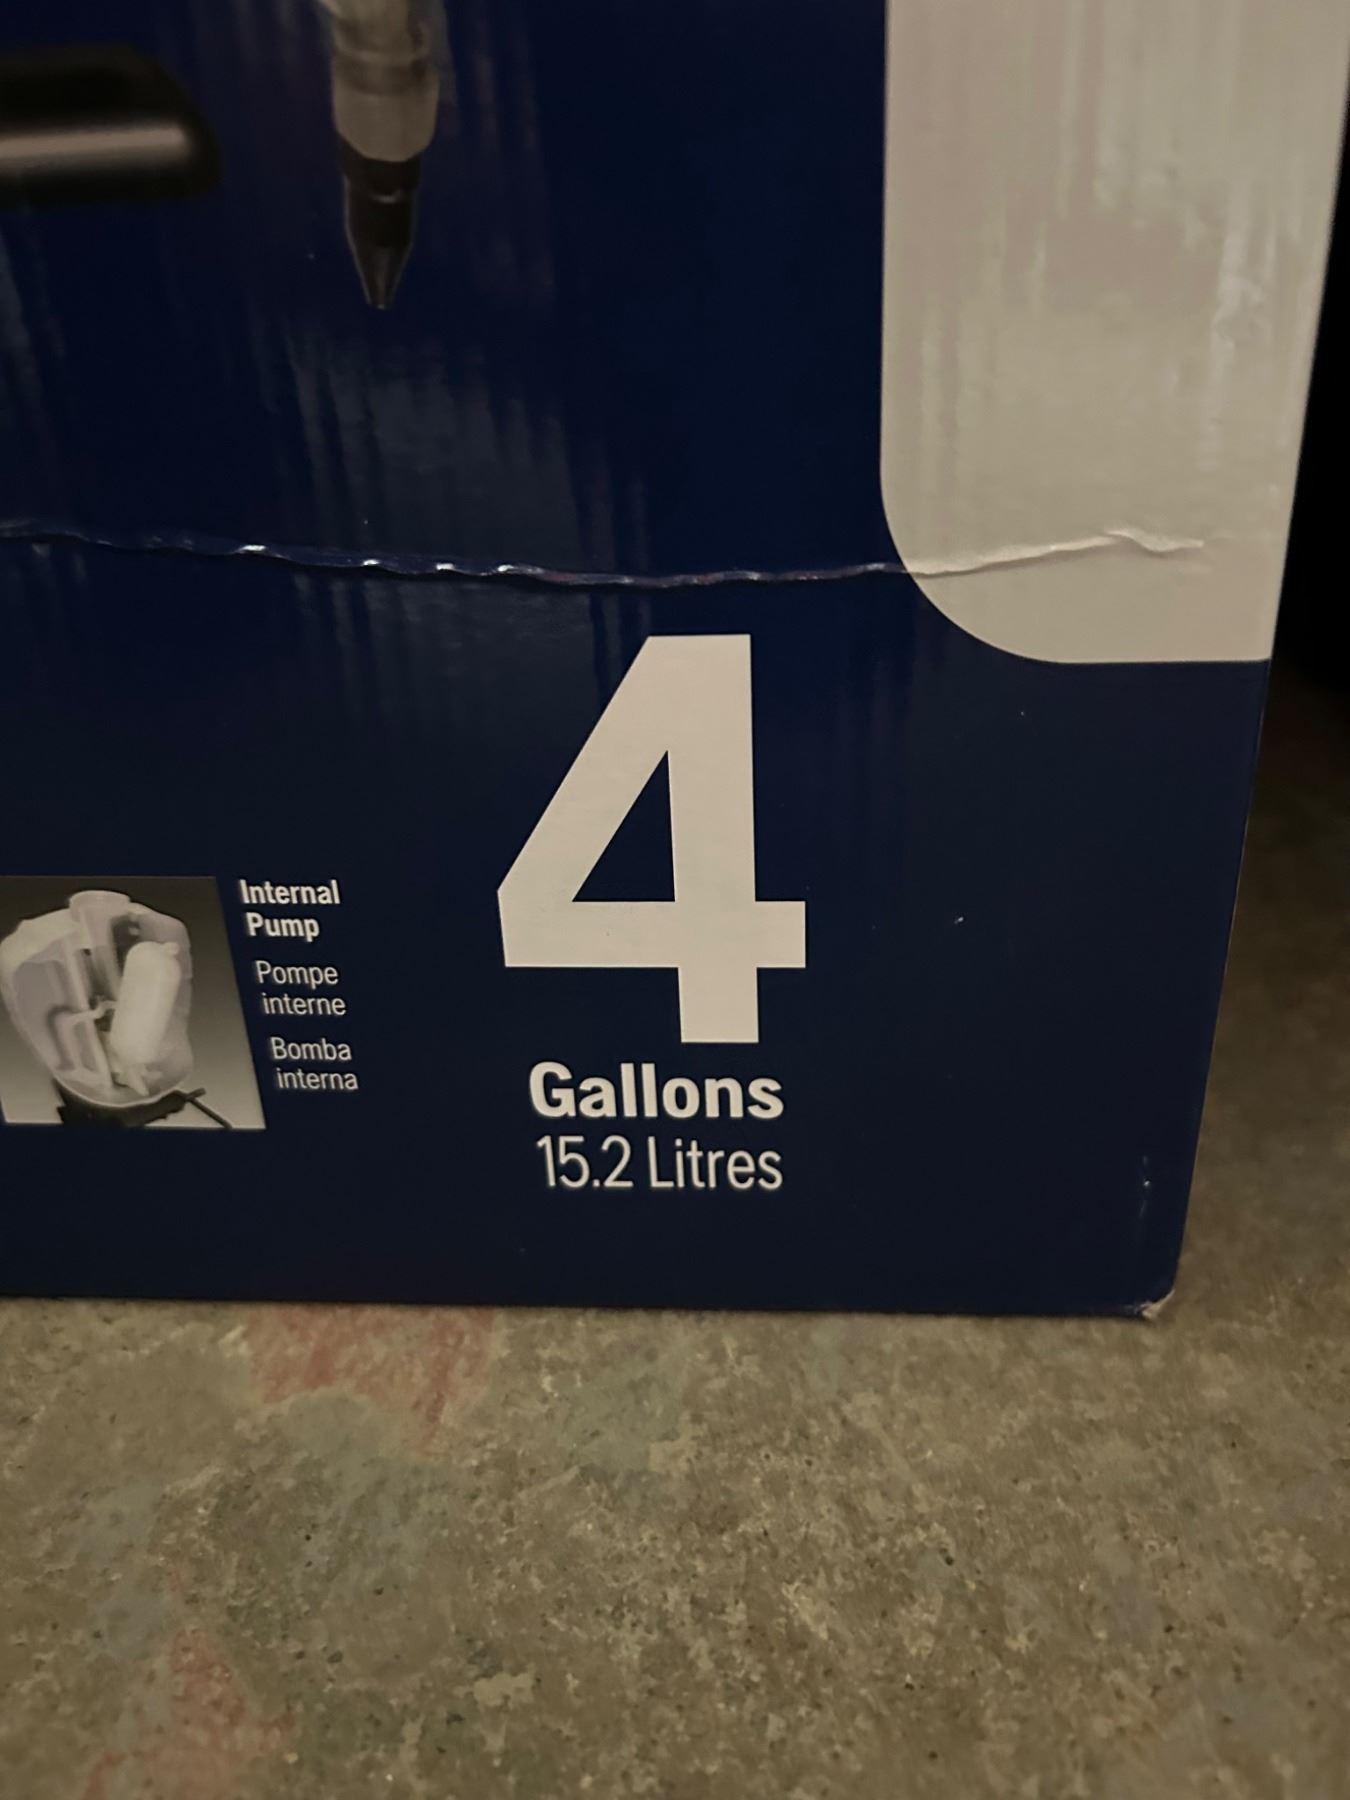 Internal
Pump
Pompe
interne
Bomba
interna
4
Gallons
15.2 Litres